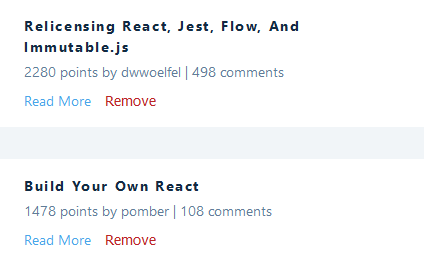 Relicensing React, Jest, Flow, And
Immutable.js
2280 points by dwwoelfel | 498 comments
Read More Remove
Build Your Own React
1478 points by pomber | 108 comments
Read More Remove